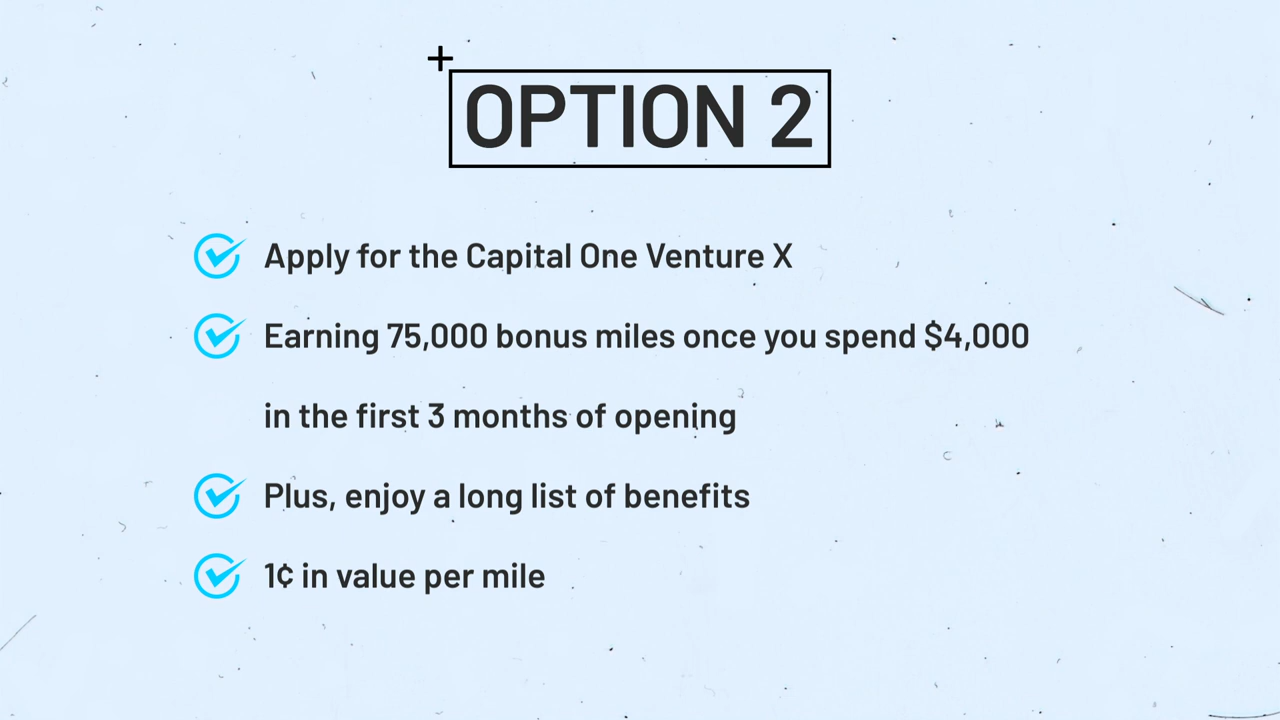 OPTION 2
Apply for the Capital One Venture X
Earning 75,000 bonus miles once you spend $4,000
in the first 3 months of opening
Plus, enjoy a long list of benefits
1¢ in value per mile